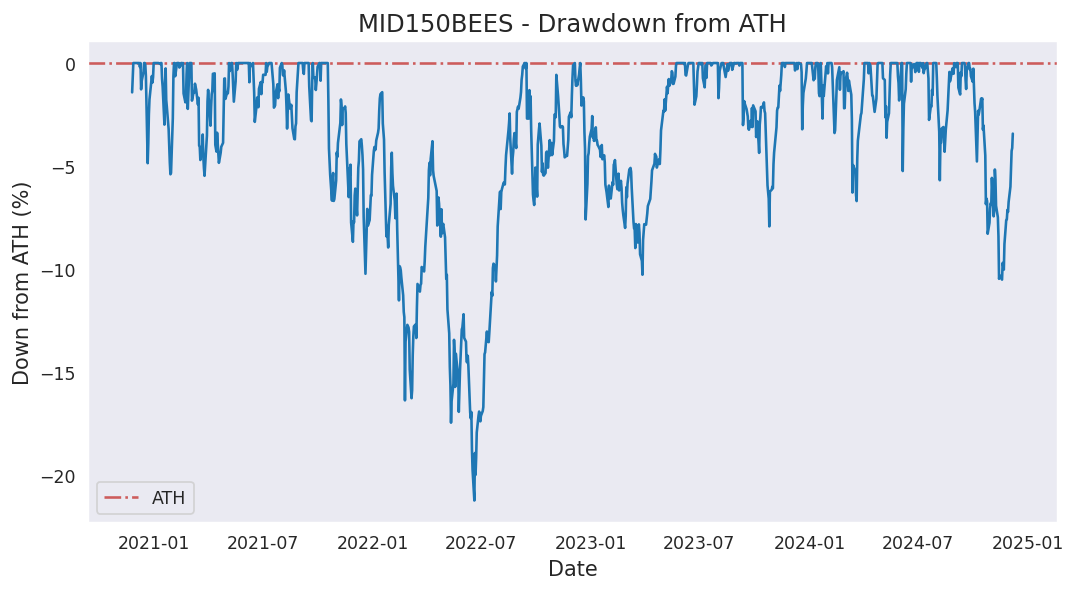 MID150BEES - Drawdown from ATH
Down from ATH (%)
0
−5
−10
−15
−20
ATH
2021-01 2021-07 2022-01 2022-07 2023-01 2023-07 2024-01 2024-07 2025-01
Date